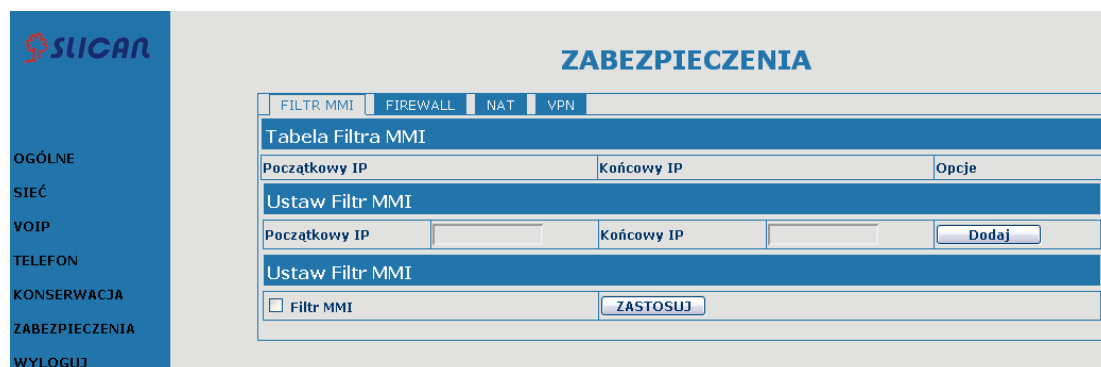 SLICAN
ZABEZPIECZENIA
FILTR MMI FIREWALL NAT VPN
Tabela Filtra MMI
Początkowy IP Końcowy IP Opcje
Ustaw Filtr MMI
Początkowy IP Końcowy IP Dodaj
Ustaw Filtr MMI
Filtr MMI ZASTOSUJ
OGÓLNE
SIEĆ
VOIP
TELEFON
KONSERWACJA
ZABEZPIECZENIA
WYLOGUJ